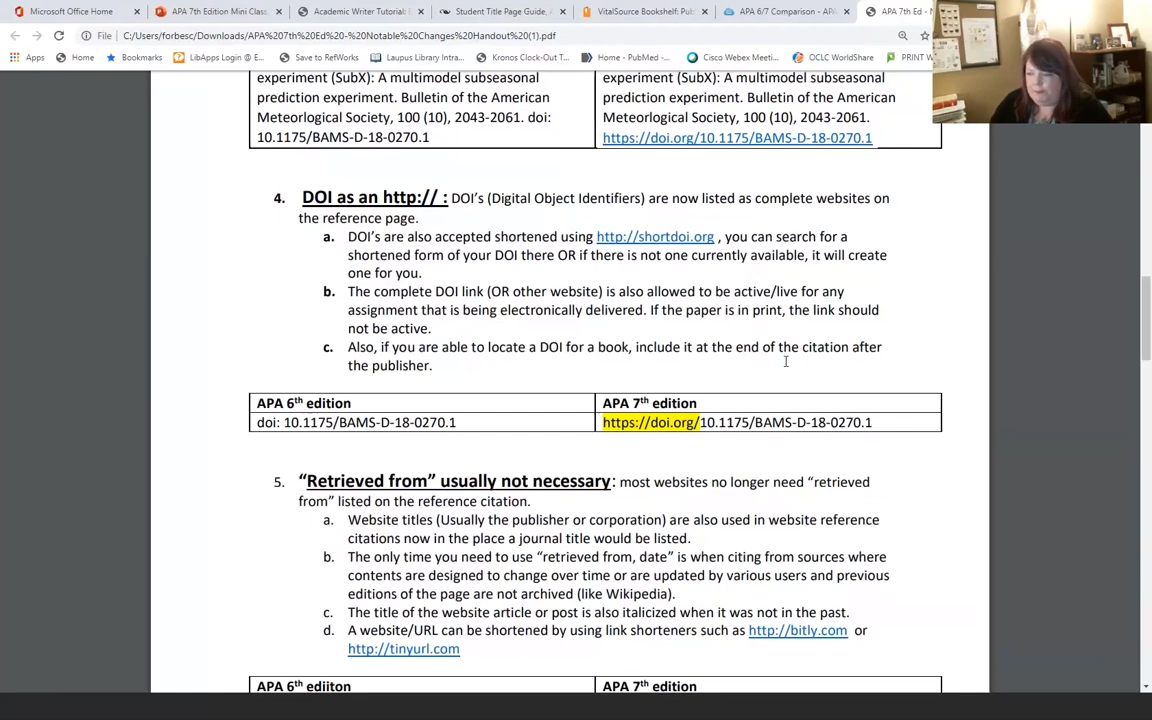 Microsoft Office Home
APA 7th Edition Mini Class
Academic Writer Tutorial:
Student Title Page Guide,
VitalSource Bookshelf: Pu
APA 6/7 Comparison - APA
APA 7th Ed - N
File
C:/Users/forbesc/Downloads/APA%207th%20Ed%20-%20Notable%20Changes%20Handout%20(1).pdf
Apps
Home
Bookmarks
LibApps Login @ E...
Save to RefWorks
Laupus Library Intra...
Kronos Clock-Out T...
Home - PubMed -...
Cisco Webex Meeti...
OCLC WorldShare
PRINT W
experiment (SubX): A multimodel subseasonal
prediction experiment. Bulletin of the American
Meteorlogical Society, 100 (10), 2043-2061. doi:
10.1175/BAMS-D-18-0270.1
experiment (SubX): A multimodel subseasonal
prediction experiment. Bulletin of the American
Meteorlogical Society, 100 (10), 2043-2061.
https://doi.org/10.1175/BAMS-D-18-0270.1
4. DOI as an http:// : DOI's (Digital Object Identifiers) are now listed as complete websites on
the reference page.
a. DOI's are also accepted shortened using http://shortdoi.org , you can search for a
shortened form of your DOI there OR if there is not one currently available, it will create
one for you.
b. The complete DOI link (OR other website) is also allowed to be active/live for any
assignment that is being electronically delivered. If the paper is in print, the link should
not be active.
c. Also, if you are able to locate a DOI for a book, include it at the end of the citation after
the publisher.
APA 6th edition
APA 7th edition
doi: 10.1175/BAMS-D-18-0270.1
https://doi.org/10.1175/BAMS-D-18-0270.1
5. “Retrieved from” usually not necessary: most websites no longer need “retrieved
from” listed on the reference citation.
a. Website titles (Usually the publisher or corporation) are also used in website reference
citations now in the place a journal title would be listed.
b. The only time you need to use “retrieved from, date” is when citing from sources where
contents are designed to change over time or are updated by various users and previous
editions of the page are not archived (like Wikipedia).
c. The title of the website article or post is also italicized when it was not in the past.
d. A website/URL can be shortened by using link shorteners such as http://bitly.com or
http://tinyurl.com
APA 6th ediiton
APA 7th edition